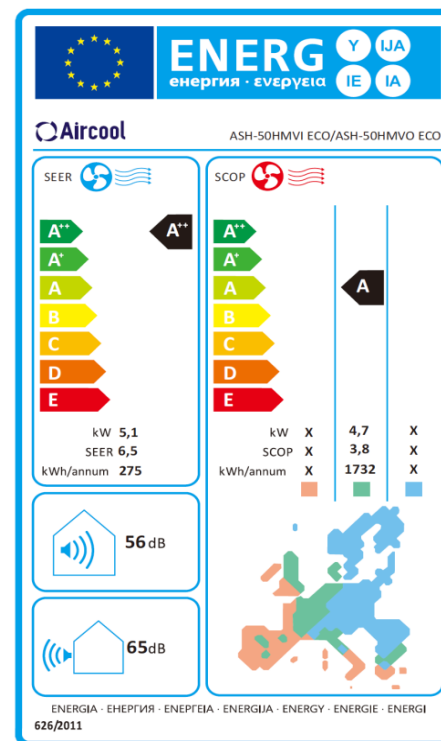 ENERG Y IJA
енергия · ενεργεια IE IA
Aircool ASH-50HMVI ECO/ASH-50HMVO ECO
SEER
A++ A++
A+
A
B
C
D
E
kW 5,1
SEER 6,5
kWh/annum 275
SCOP
A++
A+
A A
B
C
D
E
kW X 4,7 X
SCOP X 3,8 X
kWh/annum X 1732 X
56 dB
65dB
ENERGIA · ЕНЕРГИЯ · ΕΝΕΡΓΕΙΑ · ENERGIJA · ENERGY · ENERGIE · ENERGI
626/2011